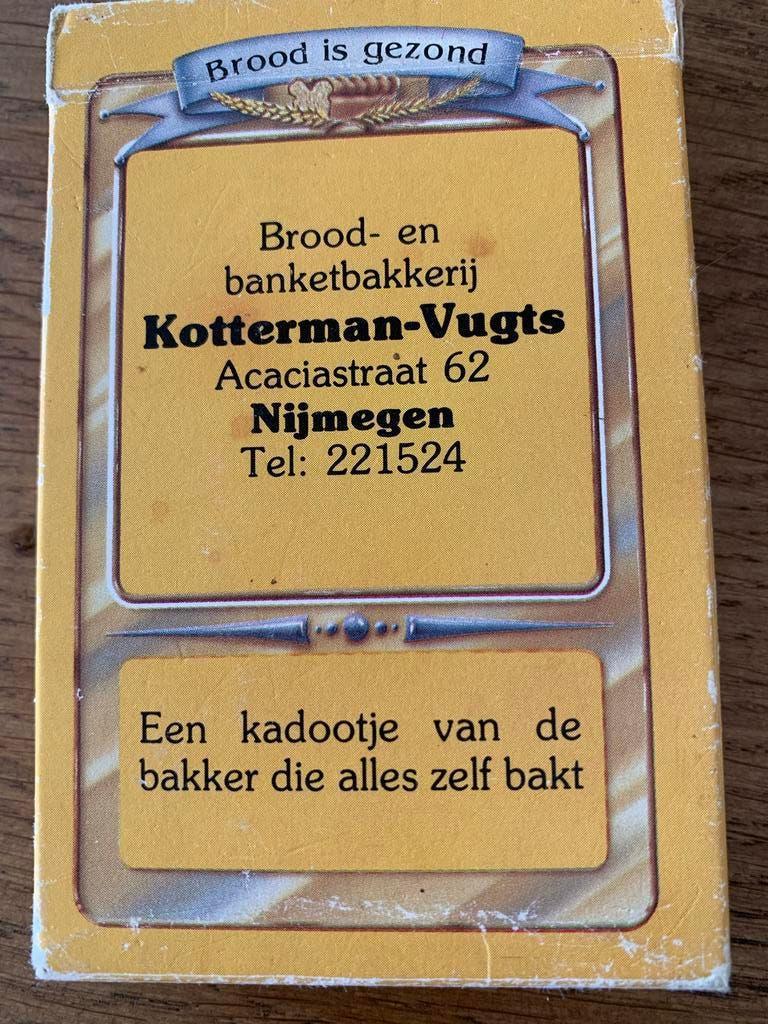 Brood is gezond
Brood- en
banketbakkerij
Kotterman-Vugts
Acaciastraat 62
Nijmegen
Tel: 221524
Een kadootje van de
bakker die alles zelf bakt